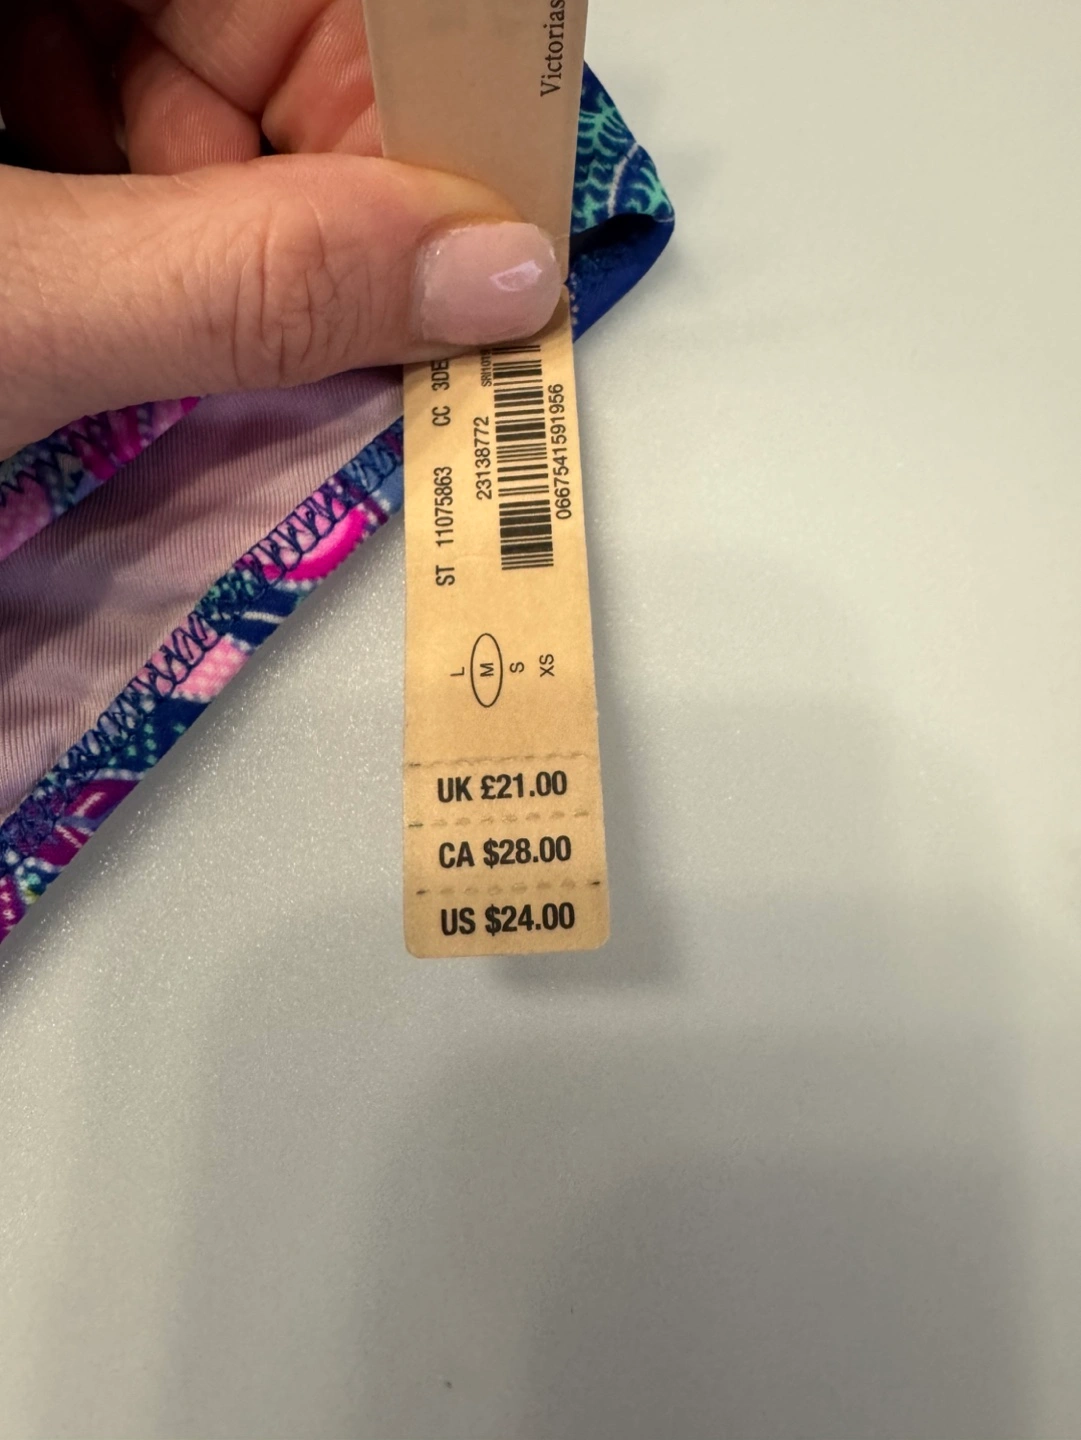 Victorias
ST 11075863 CC 3DE
23138772
0667541591956
L
M
S
XS
UK £21.00
CA $28.00
US $24.00